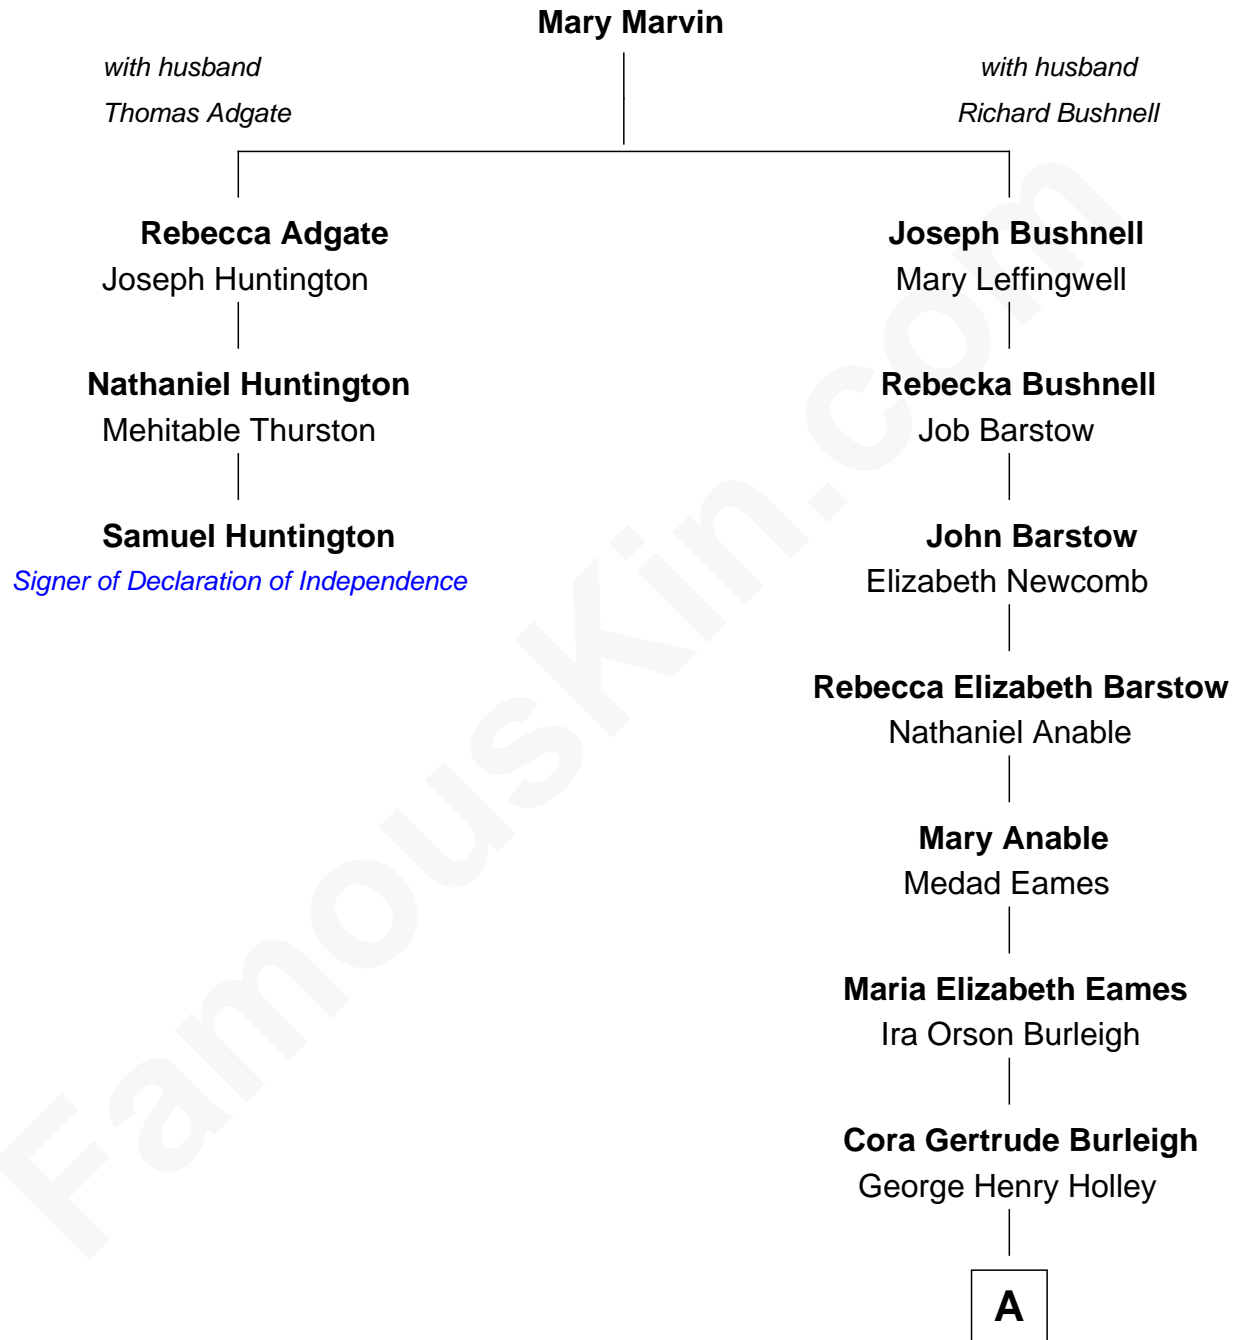 Mary Marvin
with husband
Thomas Adgate
with husband
Richard Bushnell
Rebecca Adgate
Joseph Huntington
Nathaniel Huntington
Mehitable Thurston
Samuel Huntington
Signer of Declaration of Independence
Joseph Bushnell
Mary Leffingwell
Rebecka Bushnell
Job Barstow
John Barstow
Elizabeth Newcomb
Rebecca Elizabeth Barstow
Nathaniel Anable
Mary Anable
Medad Eames
Maria Elizabeth Eames
Ira Orson Burleigh
Cora Gertrude Burleigh
George Henry Holley
A
FamousKin.com